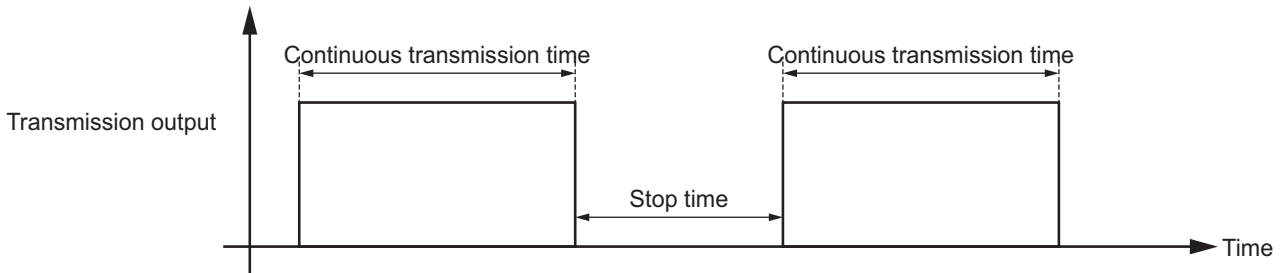 Continuous transmission time
Continuous transmission time
Transmission output
Stop time
Time